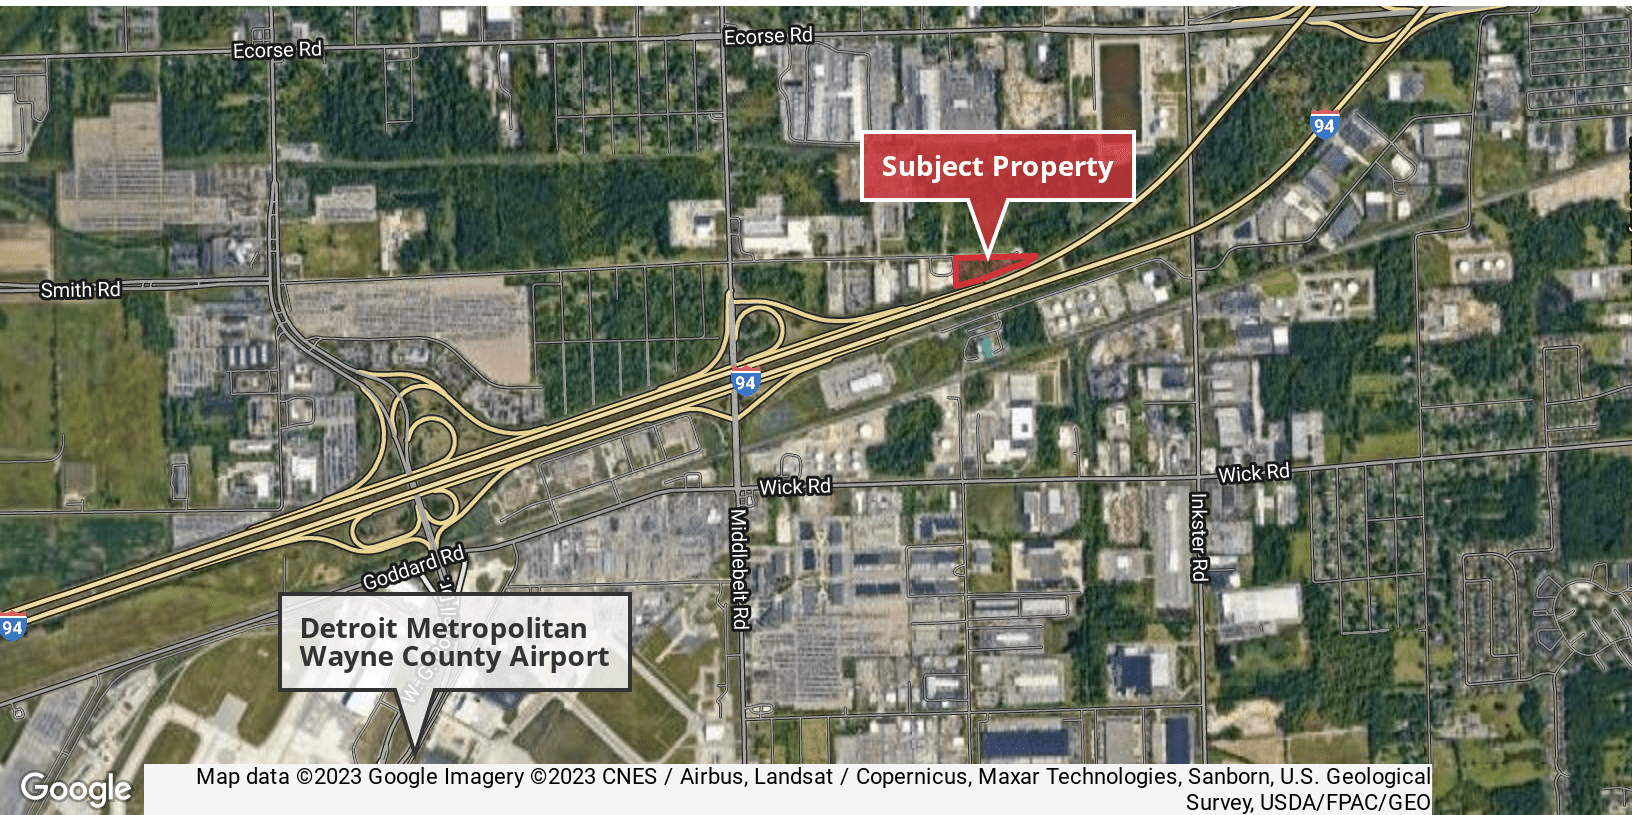 Ecorse Rd
Ecorse Rd
94
Subject Property
Smith Rd
94
Wick Rd
Wick Rd
Middlebelt Rd
Inkster Rd
Goddard Rd
94
Detroit Metropolitan
Wayne County Airport
Google
Map data ©2023 Google Imagery ©2023 CNES / Airbus, Landsat / Copernicus, Maxar Technologies, Sanborn, U.S. Geological
Survey, USDA/FPAC/GEO